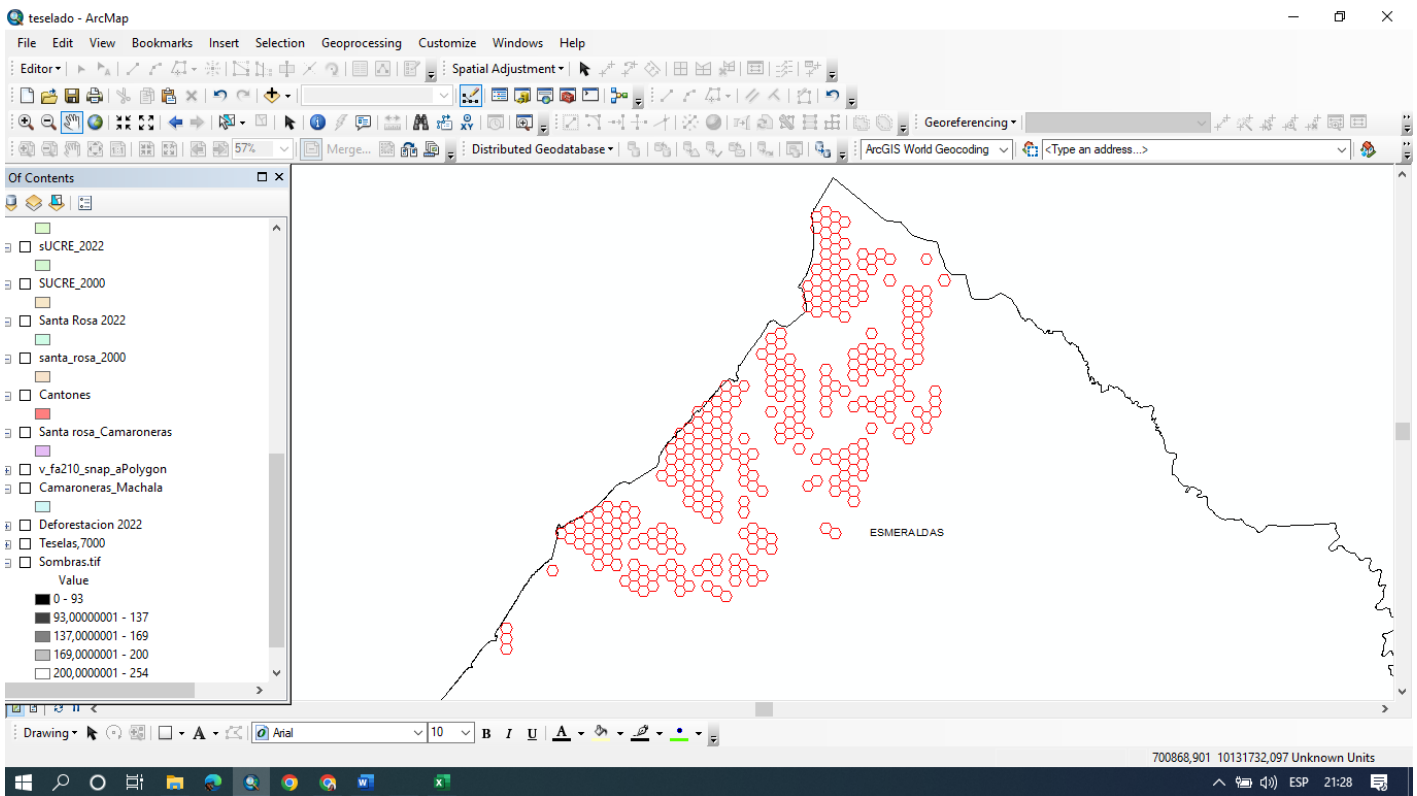 teselado - ArcMap
File Edit View Bookmarks Insert Selection Geoprocessing Customize Windows Help
Editor Spatial Adjustment
Georeferencing
57% Merge... Distributed Geodatabase ArcGIS World Geocoding <Type an address...>
Of Contents
sUCRE_2022
SUCRE_2000
Santa Rosa 2022
santa_rosa_2000
Cantones
Santa rosa_Camaroneras
v_fa210_snap_aPolygon
Camaroneras_Machala
Deforestacion 2022
Teselas,7000
Sombras.tif
Value
0 - 93
93,00000001 - 137
137,0000001 - 169
169,0000001 - 200
200,0000001 - 254
ESMERALDAS
Drawing A Arial 10 B I U A
700868,901 10131732,097 Unknown Units
ESP 21:28